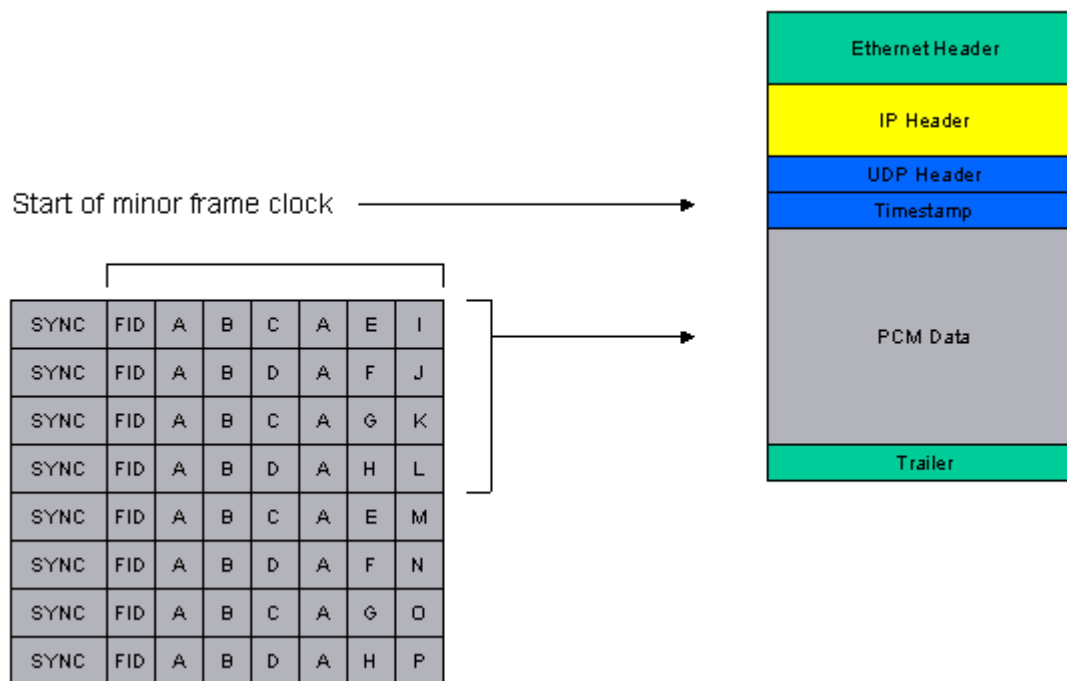 Ethernet Header
IP Header
UDP Header
Start of minor frame clock
Timestamp
SYNC FID A B C A E I
SYNC FID A B D A F J
SYNC FID A B C A G K
SYNC FID A B D A H L
SYNC FID A B C A E M
SYNC FID A B D A F N
SYNC FID A B C A G O
SYNC FID A B D A H P
PCM Data
Trailer